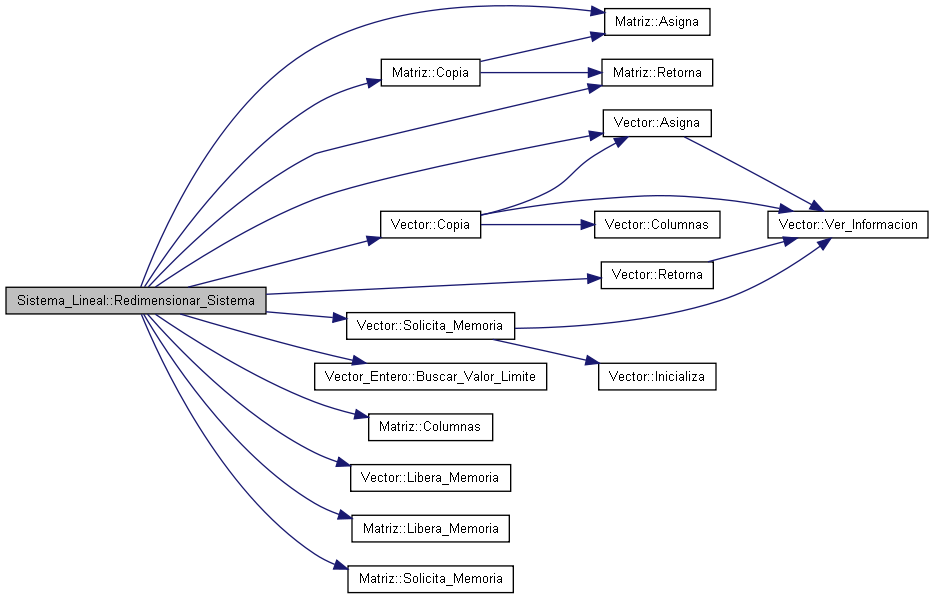 Matriz::Asigna
Matriz::Copia
Matriz::Retorna
Vector::Asigna
Vector::Copia
Vector::Columnas
Vector::Ver_Informacion
Vector::Retorna
Sistema_Lineal::Redimensionar_Sistema
Vector::Solicita_Memoria
Vector_Entero::Buscar_Valor_Limite
Vector::Inicializa
Matriz::Columnas
Vector::Libera_Memoria
Matriz::Libera_Memoria
Matriz::Solicita_Memoria